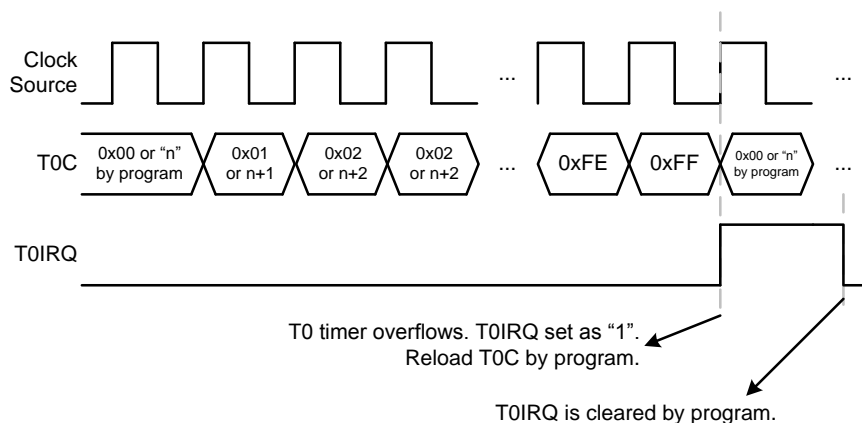 Clock
Source
...
...
T0C
0x00 or “n”
by program
0x01
or n+1
0x02
or n+2
0x02
or n+2
...
0xFE
0xFF
0x00 or “n”
by program
...
T0IRQ
T0 timer overflows. T0IRQ set as “1”.
Reload T0C by program.
T0IRQ is cleared by program.